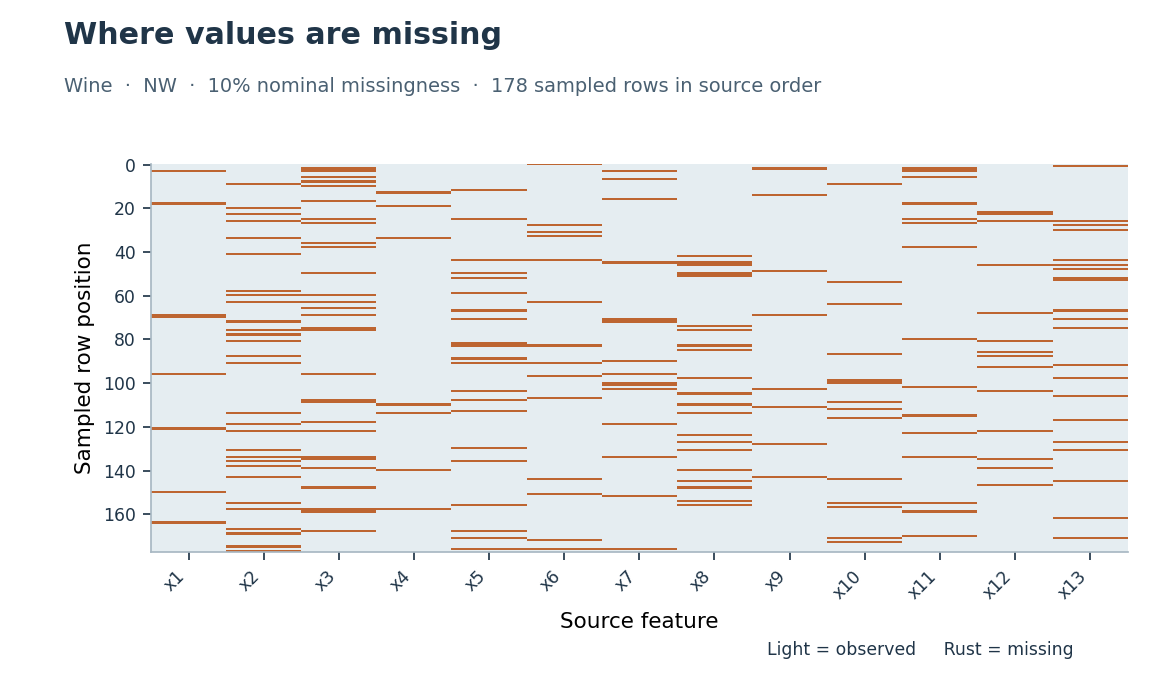 Where values are missing
Wine · NW · 10% nominal missingness · 178 sampled rows in source order
0
20
40
60
80
100
120
140
160
Sampled row position
x1 x2 x3 x4 x5 x6 x7 x8 x9 x10 x11 x12 x13
Source feature
Light = observed Rust = missing